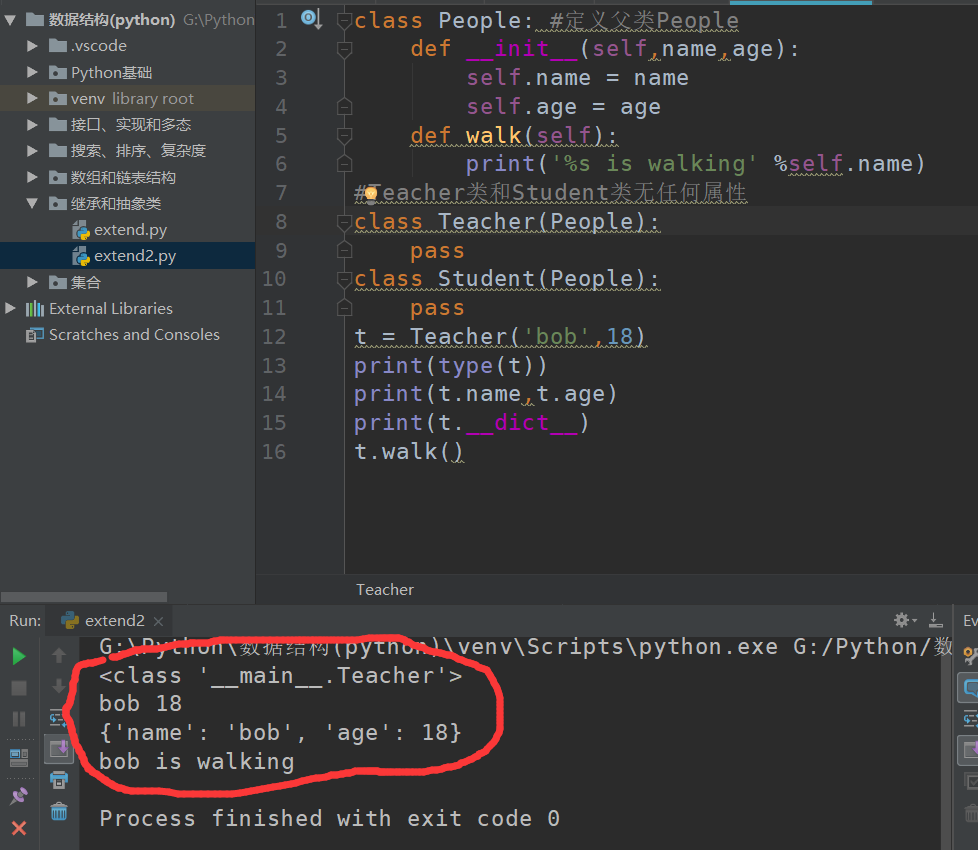 数据结构(python) G:\Python
.vscode
Python基础
venv library root
接口、实现和多态
搜索、排序、复杂度
数组和链表结构
继承和抽象类
extend.py
extend2.py
集合
External Libraries
Scratches and Consoles
1 class People: #定义父类People
2 def __init__(self,name,age):
3 self.name = name
4 self.age = age
5 def walk(self):
6 print('%s is walking' %self.name)
7 #Teacher类和Student类无任何属性
8 class Teacher(People):
9 pass
10 class Student(People):
11 pass
12 t = Teacher('bob',18)
13 print(type(t))
14 print(t.name,t.age)
15 print(t.__dict__)
16 t.walk()
Teacher
Run: extend2 Ev
G:\Python\数据结构(python)\venv\Scripts\python.exe G:/Python/数
<class '__main__.Teacher'>
bob 18
{'name': 'bob', 'age': 18}
bob is walking
Process finished with exit code 0